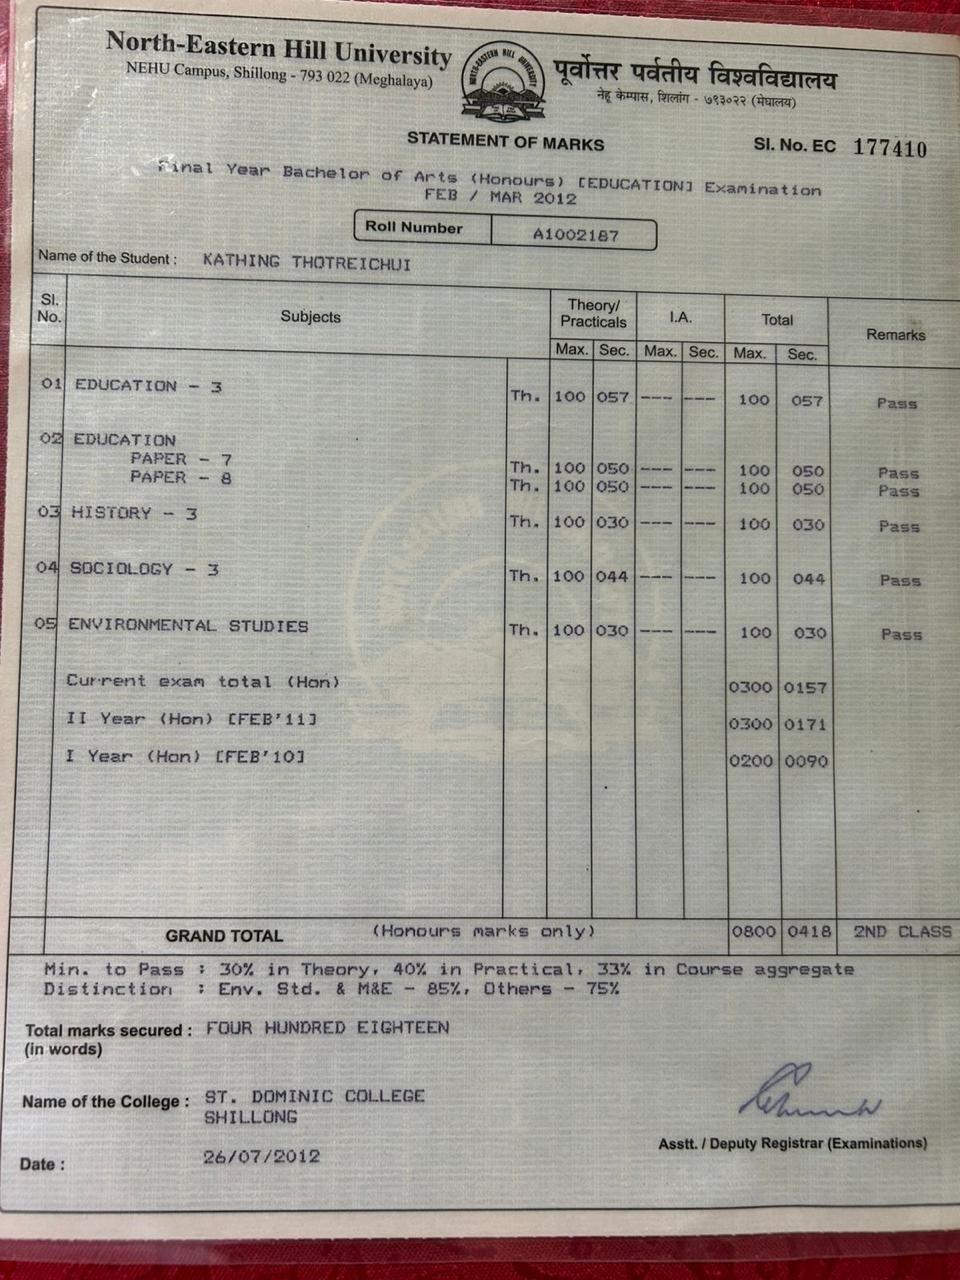 North-Eastern Hill University
NEHU Campus, Shillong - 793 022 (Meghalaya)
NORTH-EASTERN HILL UNIVERSITY
पूर्वोत्तर पर्वतीय विश्वविद्यालय
नेहू केम्पास, शिलांग - ७९३०२२ (मेघालय)
STATEMENT OF MARKS
Sl. No. EC 177410
Final Year Bachelor of Arts (Honours) [EDUCATION] Examination
FEB / MAR 2012
Roll Number A1002187
Name of the Student : KATHING THOTREICHUI
Sl. No. Subjects Theory/ Practicals I.A. Total Remarks
Max. Sec. Max. Sec. Max. Sec.
01 EDUCATION - 3 Th. 100 057 --- --- 100 057 Pass
02 EDUCATION
PAPER - 7 Th. 100 050 --- --- 100 050 Pass
PAPER - 8 Th. 100 050 --- --- 100 050 Pass
03 HISTORY - 3 Th. 100 030 --- --- 100 030 Pass
04 SOCIOLOGY - 3 Th. 100 044 --- --- 100 044 Pass
05 ENVIRONMENTAL STUDIES Th. 100 030 --- --- 100 030 Pass
Current exam total (Hon) 0300 0157
II Year (Hon) [FEB'11] 0300 0171
I Year (Hon) [FEB'10] 0200 0090
GRAND TOTAL (Honours marks only) 0800 0418 2ND CLASS
Min. to Pass : 30% in Theory, 40% in Practical, 33% in Course aggregate
Distinction : Env. Std. & M&E - 85%, Others - 75%
Total marks secured : FOUR HUNDRED EIGHTEEN
(in words)
Name of the College : ST. DOMINIC COLLEGE
SHILLONG
Asstt. / Deputy Registrar (Examinations)
Date : 26/07/2012